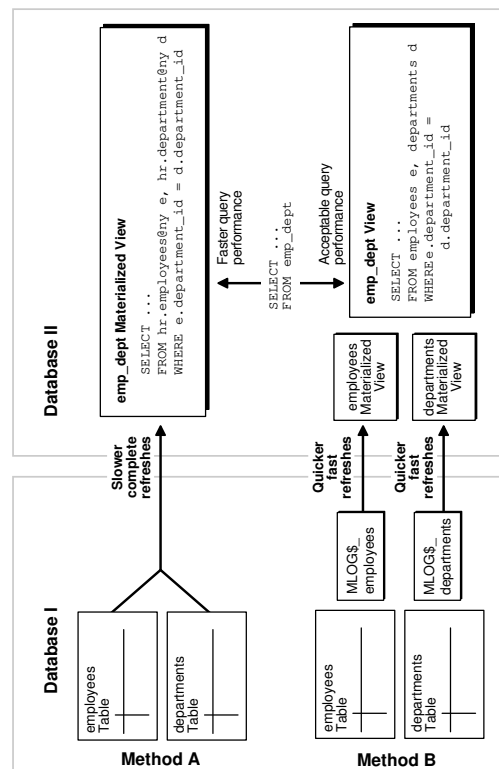 Database I
Database II
Method A
employees
Table
departments
Table
Slower
complete
refreshes
emp_dept Materialized View
SELECT ...
FROM hr.employees@ny e, hr.department@ny d
WHERE e.department_id = d.department_id
Faster query
performance
SELECT ...
FROM emp_dept
Acceptable query
performance
Method B
employees
Table
departments
Table
MLOG$_
employees
MLOG$_
departments
Quicker
fast
refreshes
Quicker
fast
refreshes
employees
Materialized
View
departments
Materialized
View
emp_dept View
SELECT ...
FROM employees e, departments d
WHERE e.department_id =
d.department_id